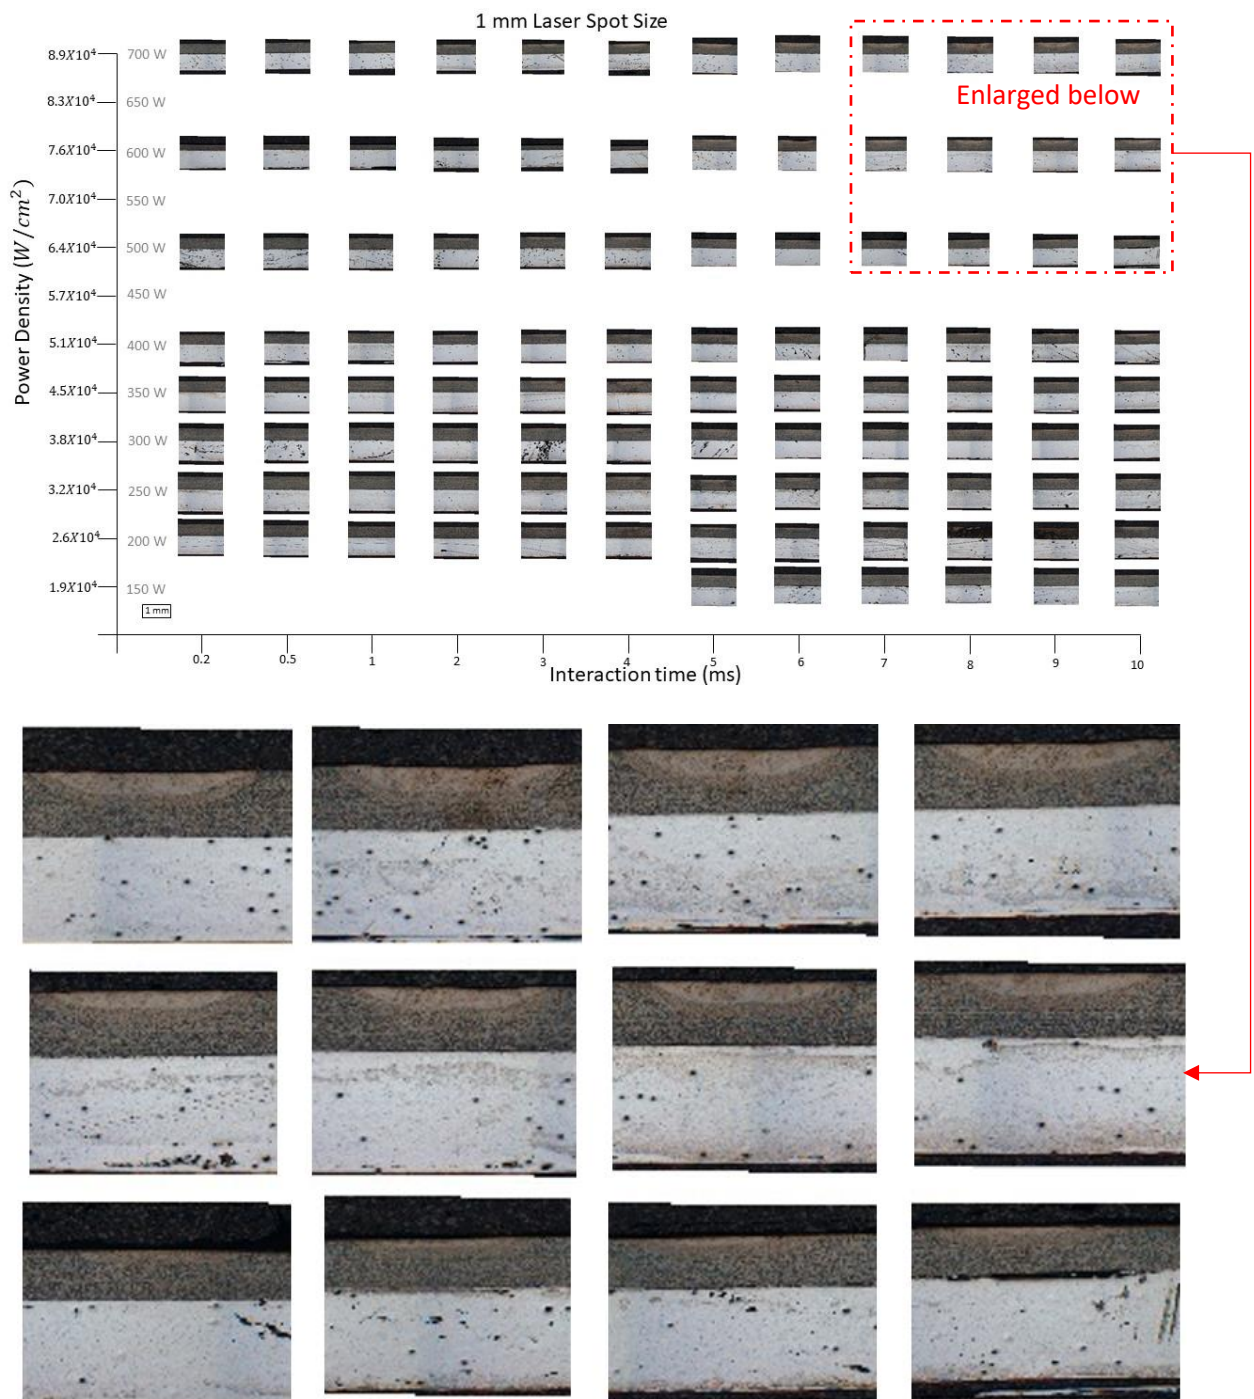 1 mm Laser Spot Size
8.9X10⁴ 700 W
8.3X10⁴ 650 W
Enlarged below
7.6X10⁴ 600 W
7.0X10⁴ 550 W
6.4X10⁴ 500 W
5.7X10⁴ 450 W
5.1X10⁴ 400 W
4.5X10⁴ 350 W
3.8X10⁴ 300 W
3.2X10⁴ 250 W
2.6X10⁴ 200 W
1.9X10⁴ 150 W
Power Density (W/cm²)
1 mm
0.2 0.5 1 2 3 4 5 6 7 8 9 10
Interaction time (ms)